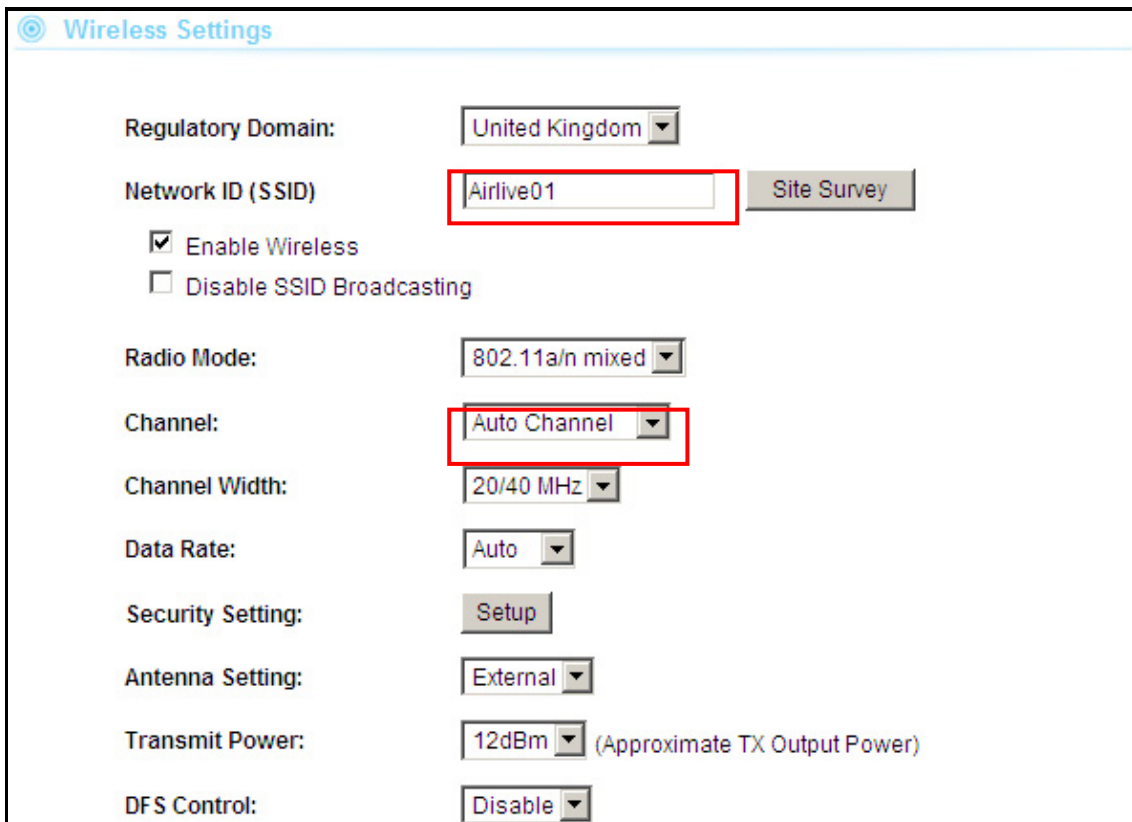 Wireless Settings
Regulatory Domain: United Kingdom
Network ID (SSID) Airlive01 Site Survey
Enable Wireless
Disable SSID Broadcasting
Radio Mode: 802.11a/n mixed
Channel: Auto Channel
Channel Width: 20/40 MHz
Data Rate: Auto
Security Setting: Setup
Antenna Setting: External
Transmit Power: 12dBm (Approximate TX Output Power)
DFS Control: Disable